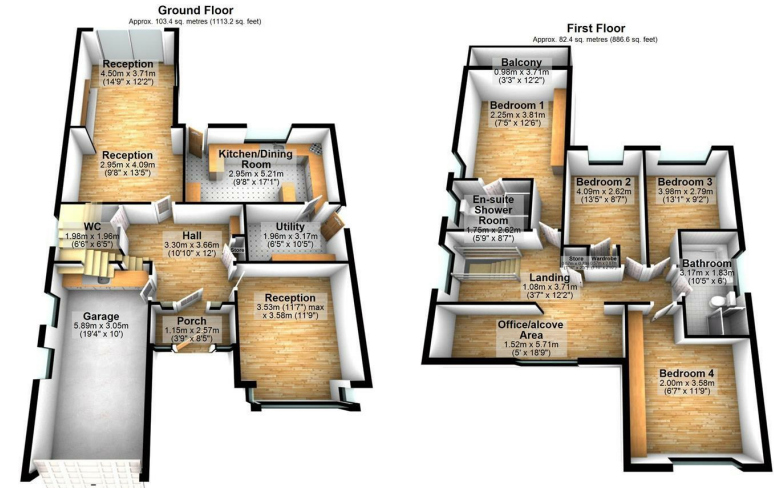 Ground Floor
Approx. 103.4 sq. metres (1113.2 sq. feet)
Reception
4.50m x 3.71m
(14'9" x 12'2")
Reception
2.95m x 4.09m
(9'8" x 13'5")
Kitchen/Dining
Room
2.95m x 5.21m
(9'8" x 17'1")
WC
1.98m x 1.96m
(6'6" x 6'5")
Hall
3.30m x 3.66m
(10'10" x 12')
Store
Utility
1.96m x 3.17m
(6'5" x 10'5")
Garage
5.89m x 3.05m
(19'4" x 10')
Porch
1.15m x 2.57m
(3'9" x 8'5")
Reception
3.53m (11'7") max
x 3.58m (11'9")
First Floor
Approx. 82.4 sq. metres (886.6 sq. feet)
Balcony
0.98m x 3.71m
(3'3" x 12'2")
Bedroom 1
2.25m x 3.81m
(7'5" x 12'6")
En-suite
Shower
Room
1.75m x 2.62m
(5'9" x 8'7")
Bedroom 2
4.09m x 2.62m
(13'5" x 8'7")
Bedroom 3
3.98m x 2.79m
(13'1" x 9'2")
Store
Wardrobe
Landing
1.08m x 3.71m
(3'7" x 12'2")
Bathroom
3.17m x 1.83m
(10'5" x 6')
Office/alcove
Area
1.52m x 5.71m
(5' x 18'9")
Bedroom 4
2.00m x 3.58m
(6'7" x 11'9")